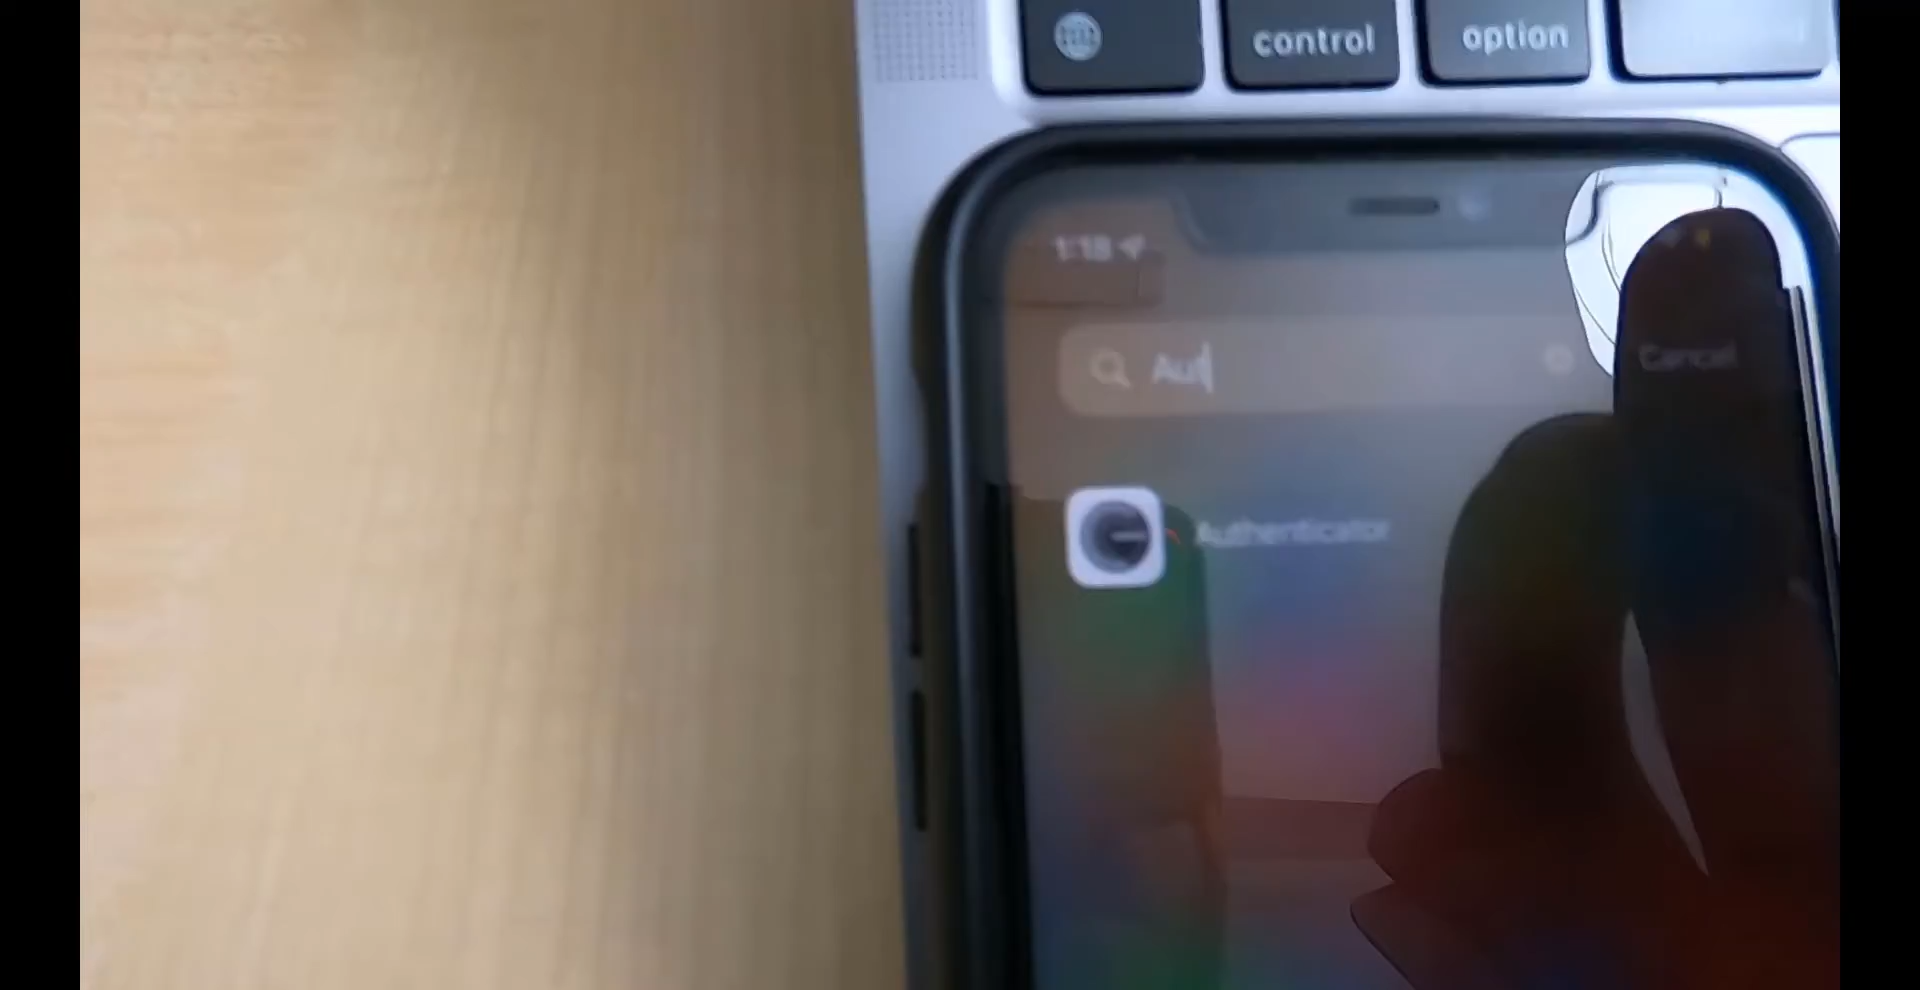 control option
1:18
Aut
Cancel
Authenticator